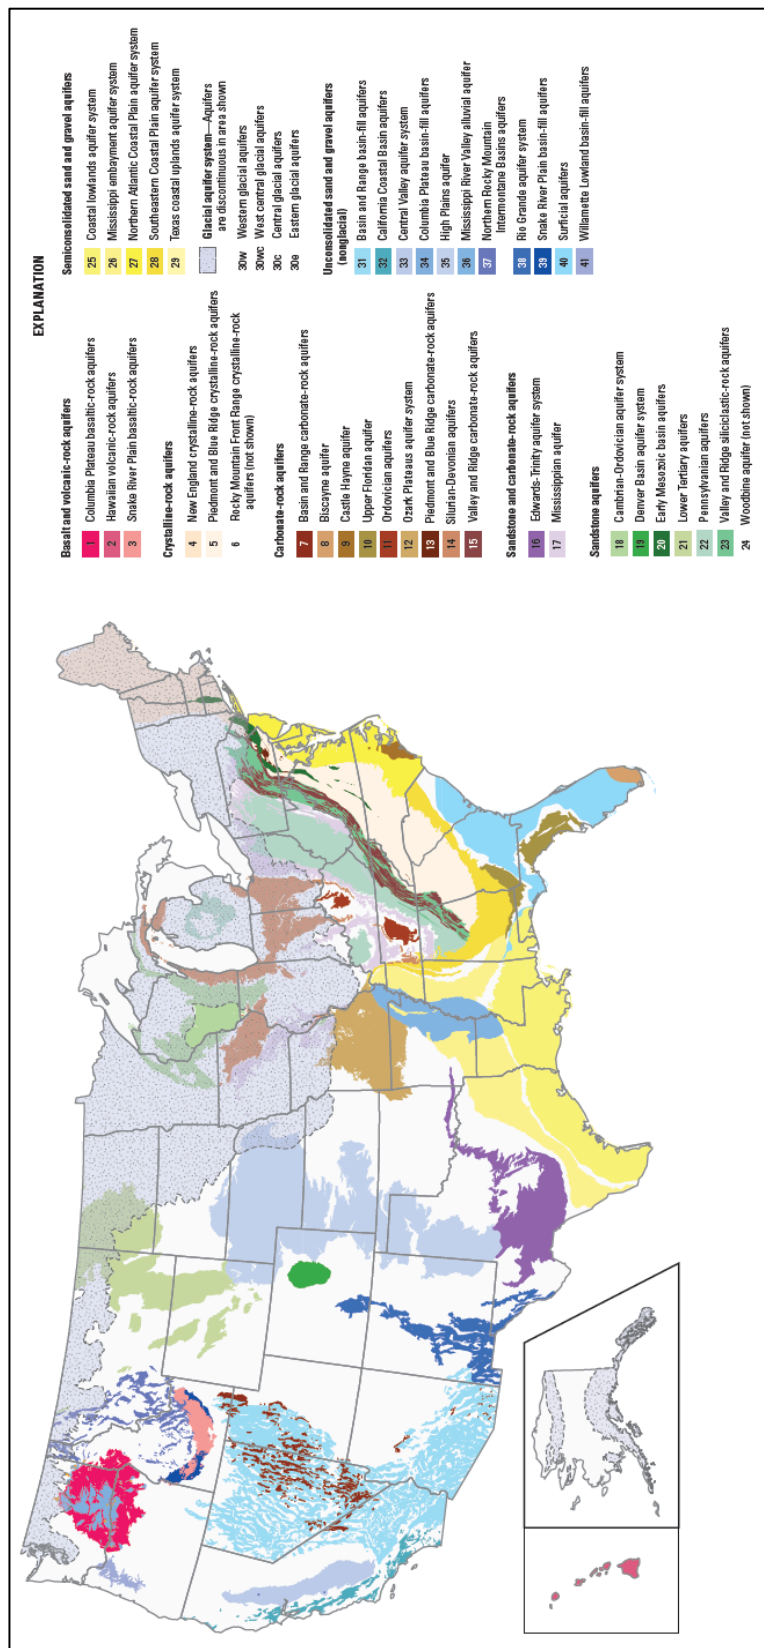 EXPLANATION
Basalt and volcanic-rock aquifers
1 Columbia Plateau basaltic-rock aquifers
2 Hawaiian volcanic-rock aquifers
3 Snake River Plain basaltic-rock aquifers
Crystalline-rock aquifers
4 New England crystalline-rock aquifers
5 Piedmont and Blue Ridge crystalline-rock aquifers
6 Rocky Mountain Front Range crystalline-rock
aquifers (not shown)
Carbonate-rock aquifers
7 Basin and Range carbonate-rock aquifers
8 Biscayne aquifer
9 Castle Hayne aquifer
10 Upper Floridan aquifer
11 Ordovician aquifers
12 Ozark Plateaus aquifer system
13 Piedmont and Blue Ridge carbonate-rock aquifers
14 Silurian-Devonian aquifers
15 Valley and Ridge carbonate-rock aquifers
Sandstone and carbonate-rock aquifers
16 Edwards-Trinity aquifer system
17 Mississippian aquifer
Sandstone aquifers
18 Cambrian-Ordovician aquifer system
19 Denver Basin aquifer system
20 Early Mesozoic basin aquifers
21 Lower Tertiary aquifers
22 Pennsylvanian aquifers
23 Valley and Ridge siliciclastic-rock aquifers
24 Woodbine aquifer (not shown)
Semiconsolidated sand and gravel aquifers
25 Coastal lowlands aquifer system
26 Mississippi embayment aquifer system
27 Northern Atlantic Coastal Plain aquifer system
28 Southeastern Coastal Plain aquifer system
29 Texas coastal uplands aquifer system
Glacial aquifer system—Aquifers
are discontinuous in area shown
30w Western glacial aquifers
30wc West central glacial aquifers
30c Central glacial aquifers
30e Eastern glacial aquifers
Unconsolidated sand and gravel aquifers
(nonglacial)
31 Basin and Range basin-fill aquifers
32 California Coastal Basin aquifers
33 Central Valley aquifer system
34 Columbia Plateau basin-fill aquifers
35 High Plains aquifer
36 Mississippi River Valley alluvial aquifer
37 Northern Rocky Mountain
Intermontane Basins aquifers
38 Rio Grande aquifer system
39 Snake River Plain basin-fill aquifers
40 Surficial aquifers
41 Willamette Lowland basin-fill aquifers